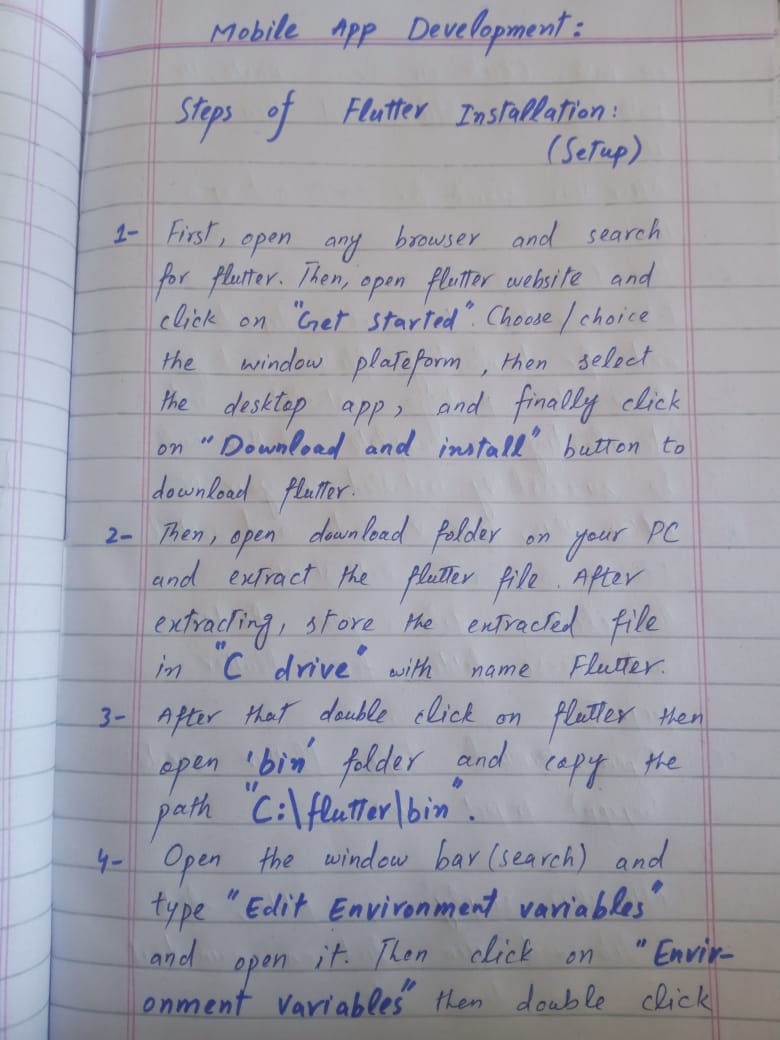 Mobile App Development:
Steps of Flutter Installation:
(Setup)
1- First, open any browser and search
for flutter. Then, open flutter website and
click on "Get started". Choose/choice
the window plateform, then select
the desktop app, and finally click
on "Download and install" button to
download flutter.
2- Then, open download folder on your PC
and extract the flutter file. After
extracting, store the extracted file
in "C drive" with name Flutter.
3- After that double click on flutter then
open 'bin' folder and copy the
path "C:\flutter\bin".
4- Open the window bar (search) and
type "Edit Environment variables"
and open it. Then click on "Envir-
onment Variables" then double click